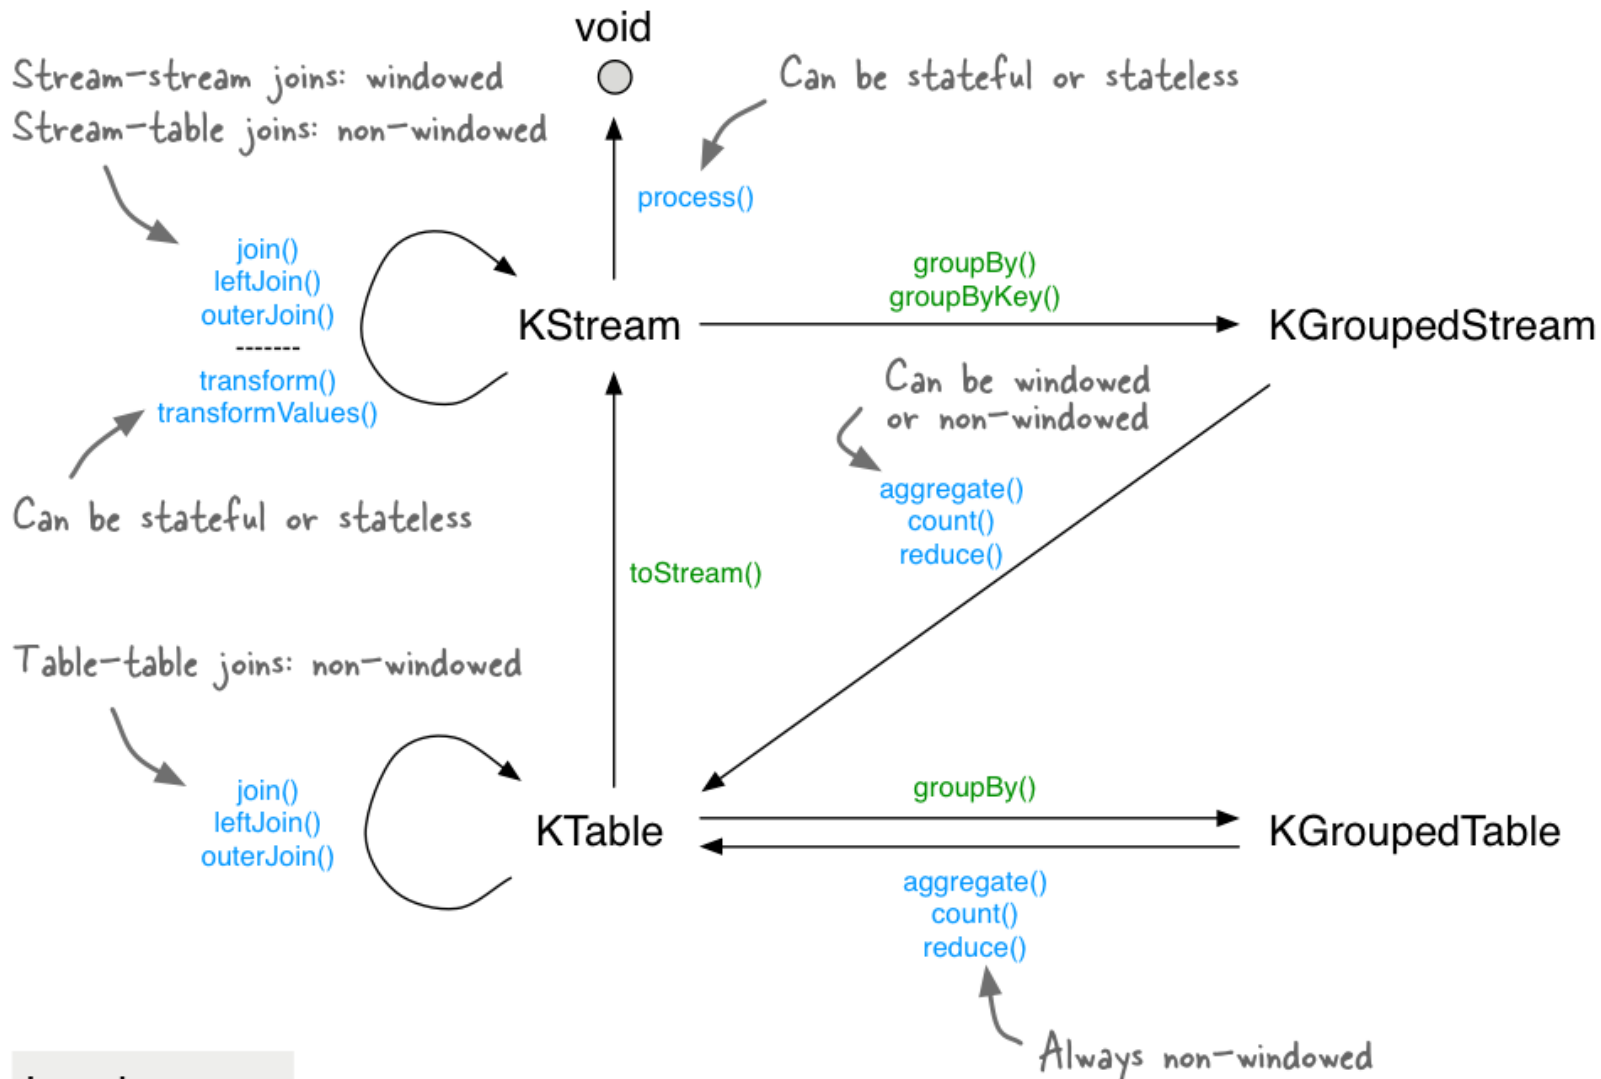 void
Stream-stream joins: windowed
Stream-table joins: non-windowed
Can be stateful or stateless
process()
join()
leftJoin()
outerJoin()
-------
transform()
transformValues()
KStream
groupBy()
groupByKey()
KGroupedStream
Can be windowed
or non-windowed
aggregate()
count()
reduce()
Can be stateful or stateless
toStream()
Table-table joins: non-windowed
join()
leftJoin()
outerJoin()
KTable
groupBy()
KGroupedTable
aggregate()
count()
reduce()
Always non-windowed